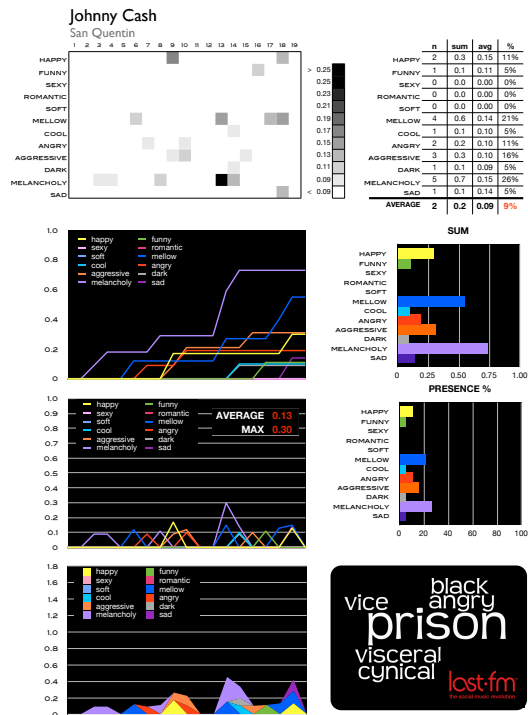 Johnny Cash
San Quentin
1 2 3 4 5 6 7 8 9 10 11 12 13 14 15 16 17 18 19
HAPPY
FUNNY
SEXY
ROMANTIC
SOFT
MELLOW
COOL
ANGRY
AGGRESSIVE
DARK
MELANCHOLY
SAD
> 0.25
0.25
0.23
0.21
0.19
0.17
0.15
0.13
0.11
0.09
< 0.09
n sum avg %
HAPPY 2 0.3 0.15 11%
FUNNY 1 0.1 0.11 5%
SEXY 0 0.0 0.00 0%
ROMANTIC 0 0.0 0.00 0%
SOFT 0 0.0 0.00 0%
MELLOW 4 0.6 0.14 21%
COOL 1 0.1 0.10 5%
ANGRY 2 0.2 0.10 11%
AGGRESSIVE 3 0.3 0.10 16%
DARK 1 0.1 0.09 5%
MELANCHOLY 5 0.7 0.15 26%
SAD 1 0.1 0.14 5%
AVERAGE 2 0.2 0.09 9%
1.0
0.8
0.6
0.4
0.2
0
happy funny
sexy romantic
soft mellow
cool angry
aggressive dark
melancholy sad
SUM
HAPPY
FUNNY
SEXY
ROMANTIC
SOFT
MELLOW
COOL
ANGRY
AGGRESSIVE
DARK
MELANCHOLY
SAD
0 0.25 0.50 0.75 1.00
1.0
0.9
0.8
0.7
0.6
0.5
0.4
0.3
0.2
0.1
0
happy funny
sexy romantic
soft mellow
cool angry
aggressive dark
melancholy sad
AVERAGE 0.13
MAX 0.30
PRESENCE %
HAPPY
FUNNY
SEXY
ROMANTIC
SOFT
MELLOW
COOL
ANGRY
AGGRESSIVE
DARK
MELANCHOLY
SAD
0 20 40 60 80 100
1.8
1.6
1.4
1.2
1.0
0.8
0.6
0.4
0.2
0
happy funny
sexy romantic
soft mellow
cool angry
aggressive dark
melancholy sad
black
vice angry
prison
visceral
cynical
last·fm
the social music revolution